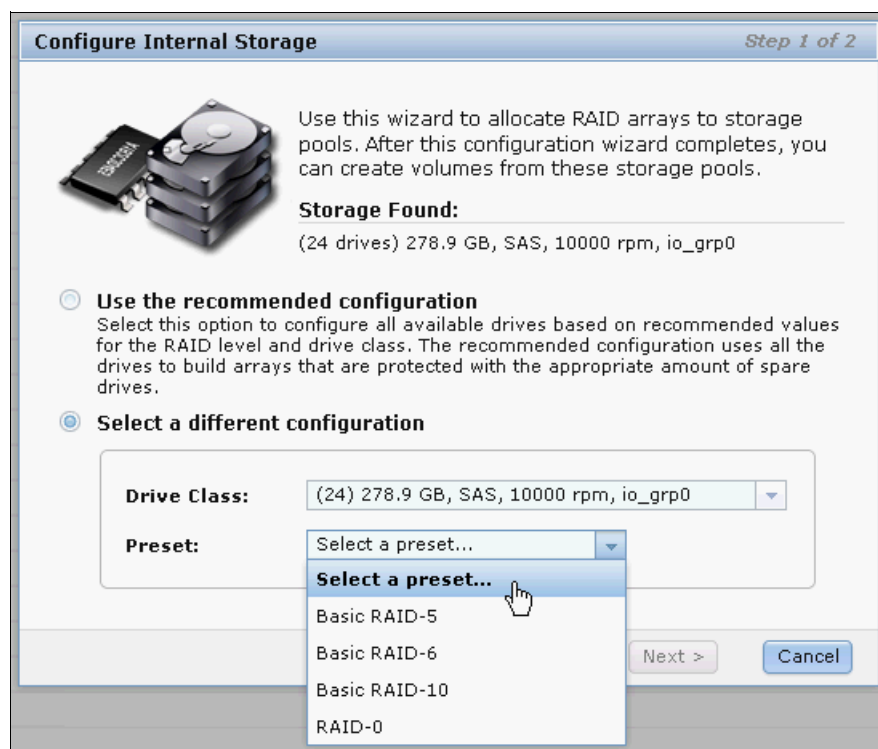 Configure Internal Storage
Step 1 of 2
Use this wizard to allocate RAID arrays to storage
pools. After this configuration wizard completes, you
can create volumes from these storage pools.
Storage Found:
(24 drives) 278.9 GB, SAS, 10000 rpm, io_grp0
Use the recommended configuration
Select this option to configure all available drives based on recommended values
for the RAID level and drive class. The recommended configuration uses all the
drives to build arrays that are protected with the appropriate amount of spare
drives.
Select a different configuration
Drive Class:
(24) 278.9 GB, SAS, 10000 rpm, io_grp0
Preset:
Select a preset...
Select a preset...
Basic RAID-5
Basic RAID-6
Basic RAID-10
RAID-0
Next >
Cancel